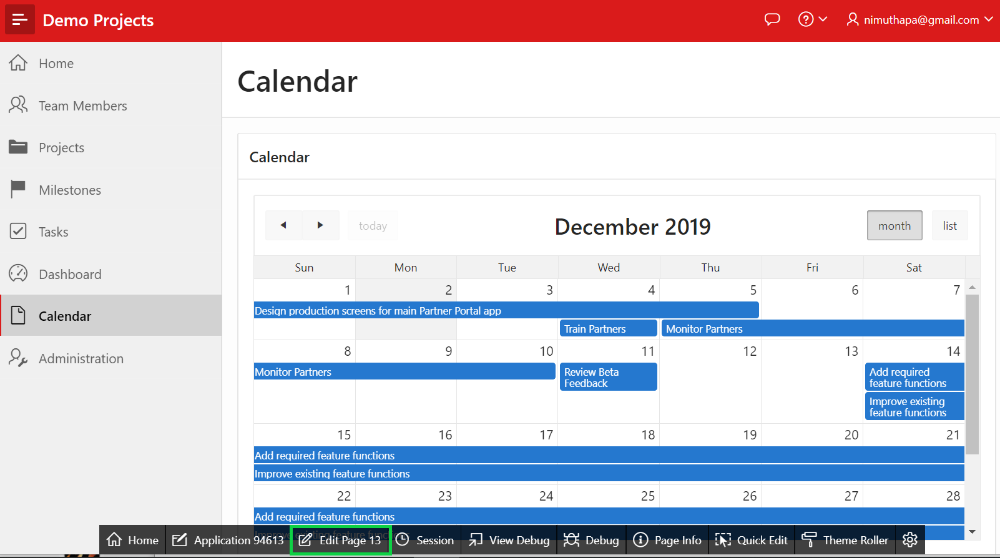 Demo Projects
nimuthapa@gmail.com
Home
Team Members
Projects
Milestones
Tasks
Dashboard
Calendar
Administration
Calendar
Calendar
today
December 2019
month
list
Sun Mon Tue Wed Thu Fri Sat
1 2 3 4 5 6 7
Design production screens for main Partner Portal app
Train Partners
Monitor Partners
8 9 10 11 12 13 14
Monitor Partners
Review Beta
Feedback
Add required
feature functions
Improve existing
feature functions
15 16 17 18 19 20 21
Add required feature functions
Improve existing feature functions
22 23 24 25 26 27 28
Add required feature functions
Home Application 94613 Edit Page 13 Session View Debug Debug Page Info Quick Edit Theme Roller